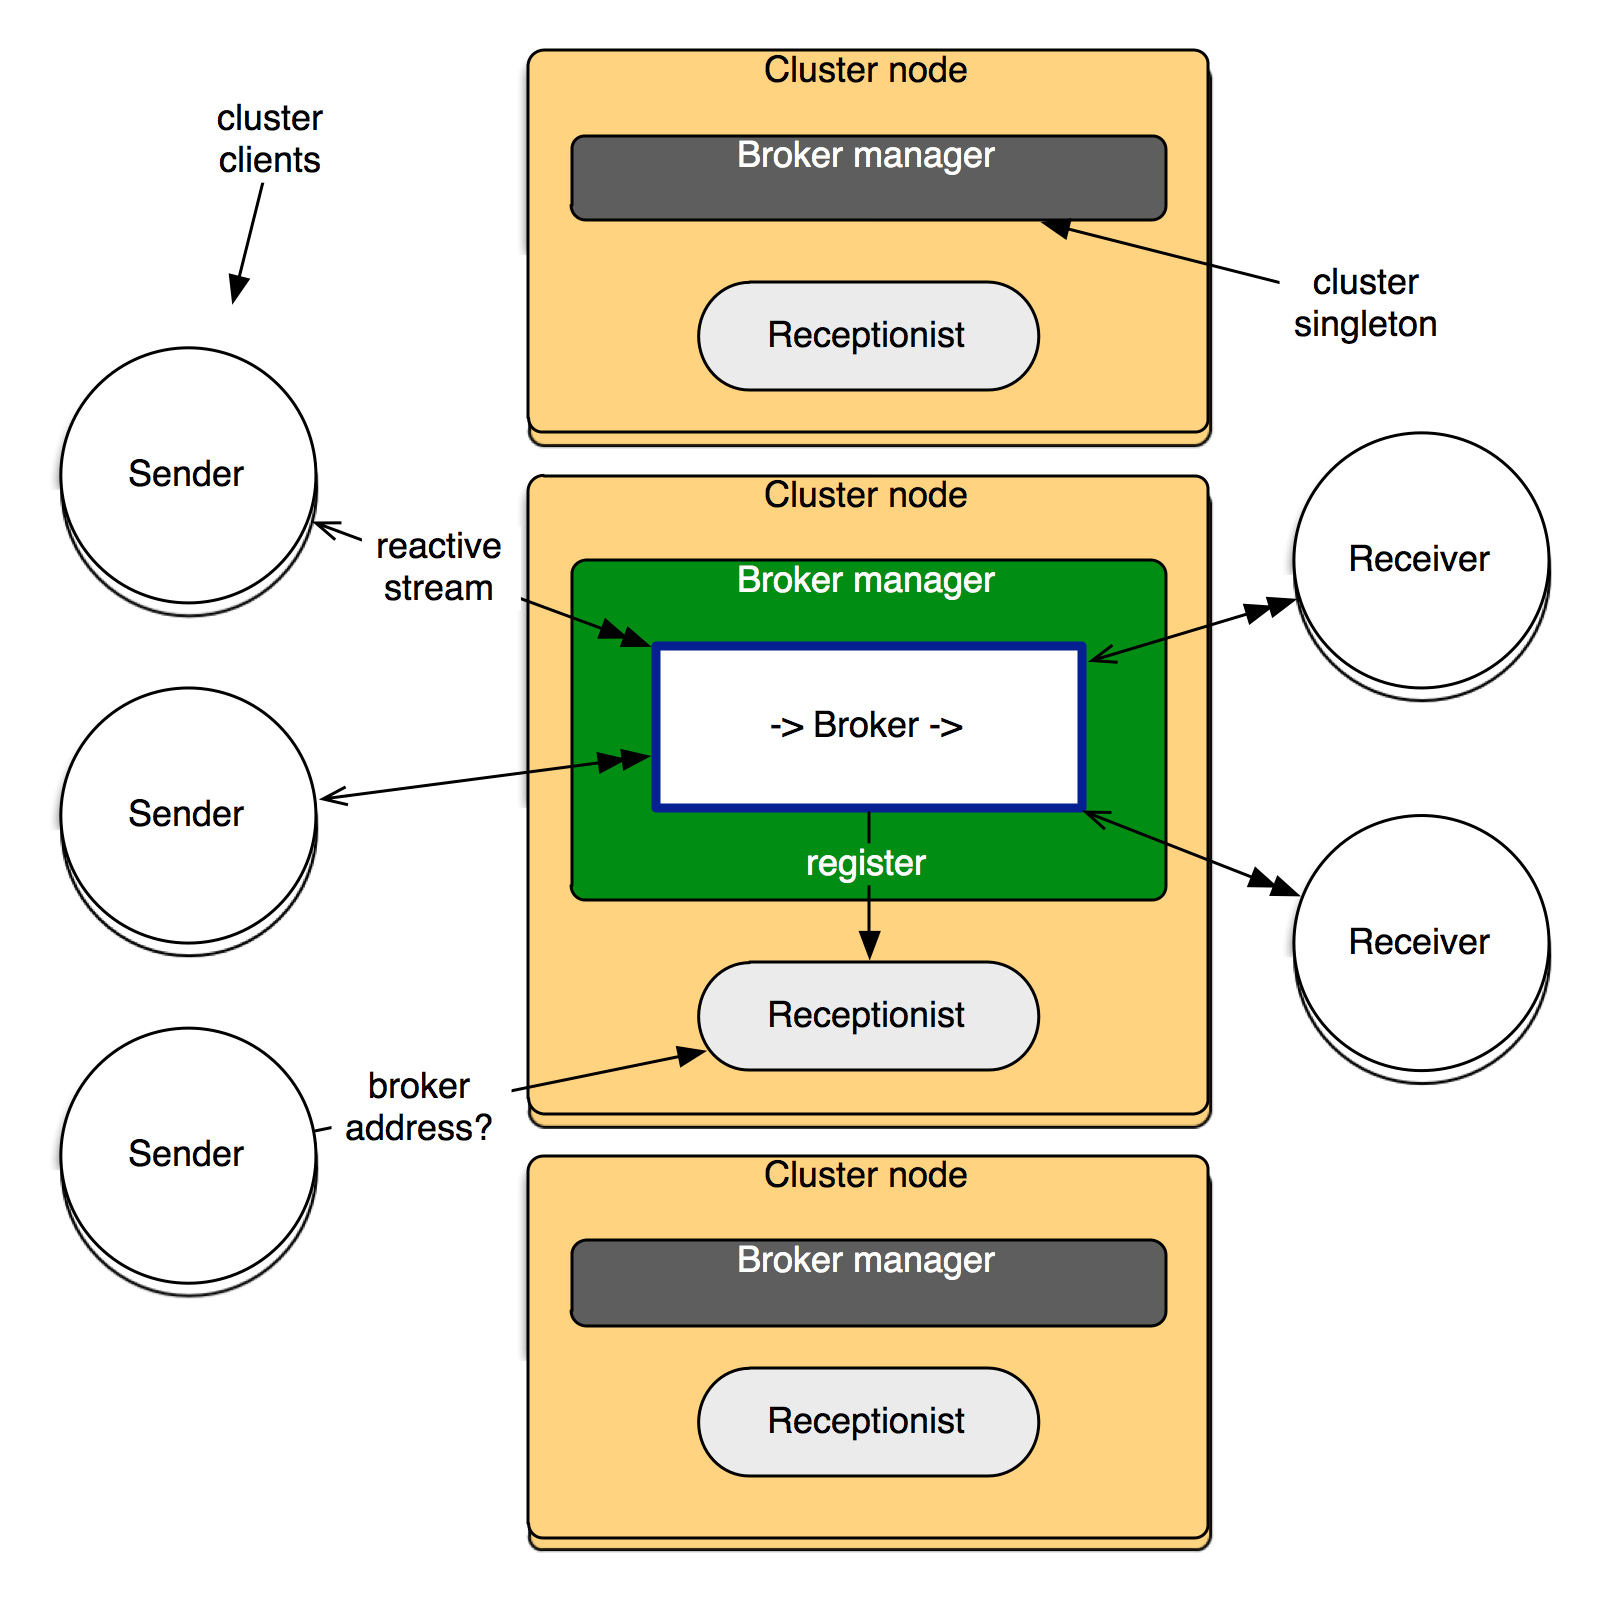 cluster
clients
Cluster node
Broker manager
Receptionist
cluster
singleton
Sender
reactive
stream
Cluster node
Broker manager
-> Broker ->
register
Receptionist
Receiver
Sender
Receiver
broker
address?
Sender
Cluster node
Broker manager
Receptionist